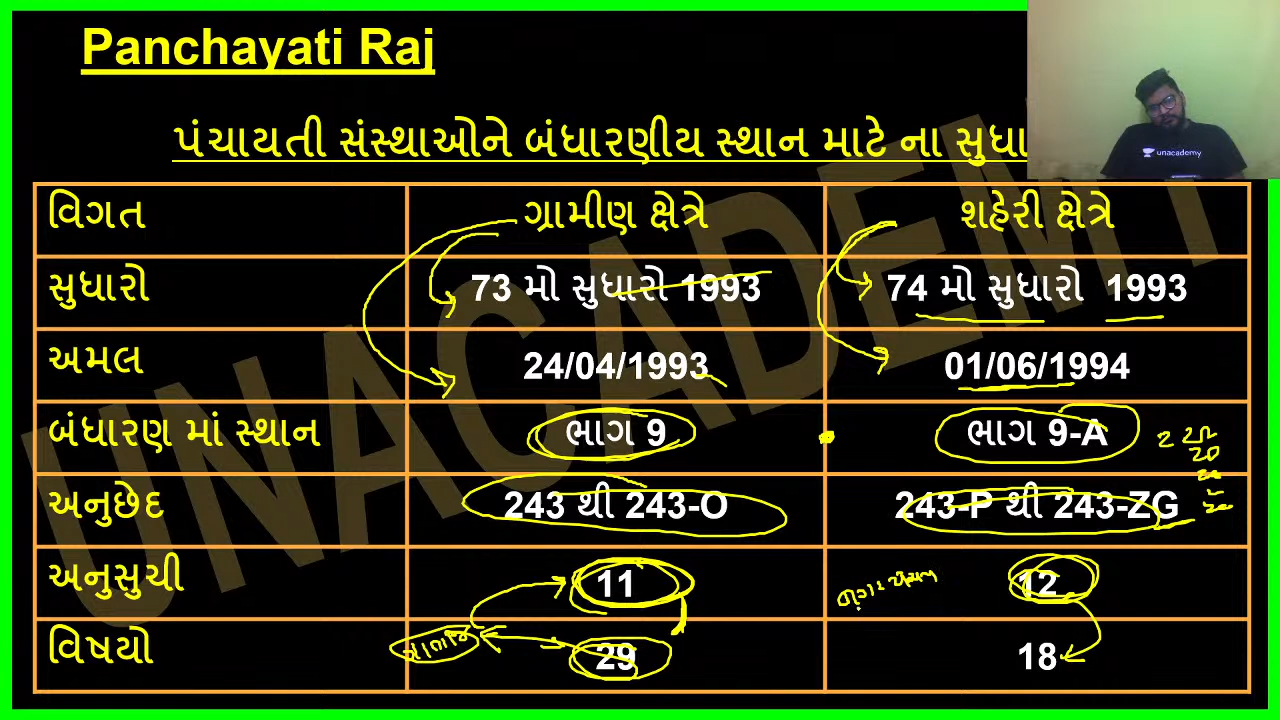 Panchayati Raj
unacademy
પંચાયતી સંસ્થાઓને બંધારણીય સ્થાન માટે ના
વિગત ગ્રામીણ ક્ષેત્રે શહેરી ક્ષેત્રે
સુધારો 73 મો સુધારો 1993 74 મો સુધારો 1993
અમલ 24/04/1993 01/06/1994
બંધારણ માં સ્થાન ભાગ 9 ભાગ 9-A
અનુછેદ 243 થી 243-O 243-P થી 243-ZG
અનુસુચી 11 12
વિષયો 29 18
UNACADEMY